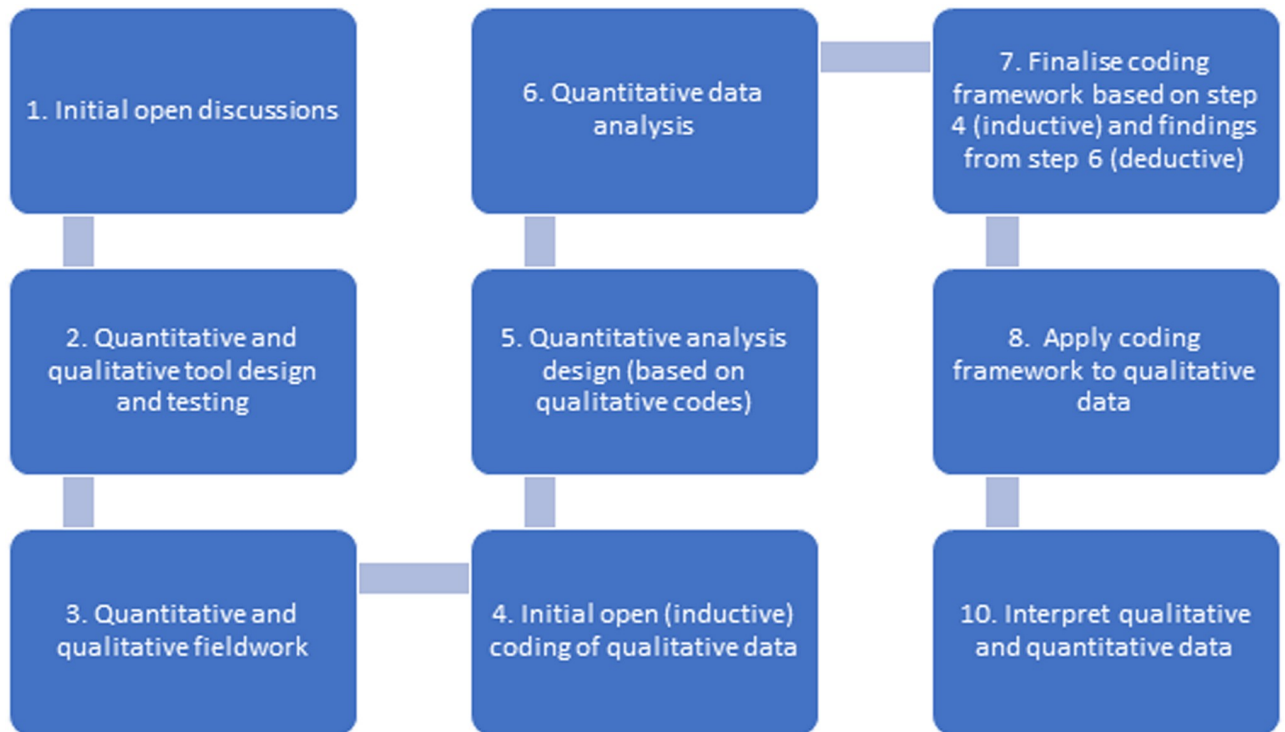 1. Initial open discussions
2. Quantitative and
qualitative tool design
and testing
3. Quantitative and
qualitative fieldwork
4. Initial open (inductive)
coding of qualitative data
5. Quantitative analysis
design (based on
qualitative codes)
6. Quantitative data
analysis
7. Finalise coding
framework based on step
4 (inductive) and findings
from step 6 (deductive)
8. Apply coding
framework to qualitative
data
10. Interpret qualitative
and quantitative data